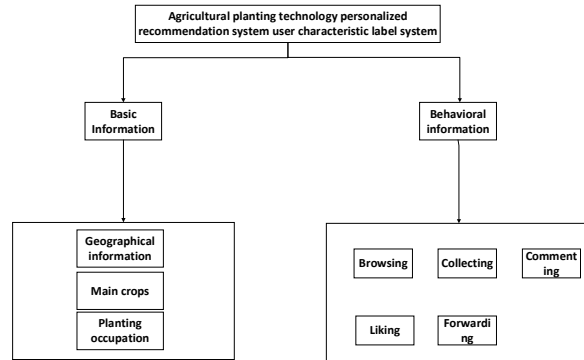 Agricultural planting technology personalized
recommendation system user characteristic label system
Basic
Information
Behavioral
information
Geographical
information
Main crops
Planting
occupation
Browsing
Collecting
Comment
ing
Liking
Forwardi
ng